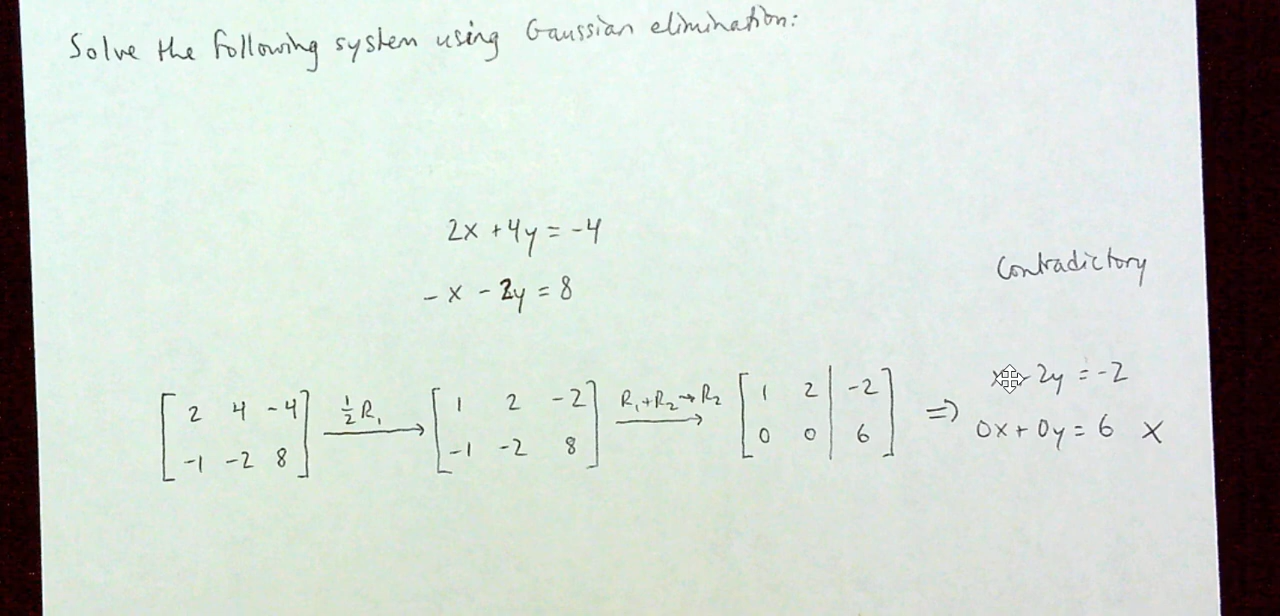 Solve the following system using Gaussian elimination:
2x + 4y = -4
-x - 2y = 8
contradictory
[ 2 4 -4 ] ½R₁ → [ 1 2 -2 ] R₁+R₂→R₂ → [ 1 2 | -2 ] ⇒ x 2y = -2
[ -1 -2 8 ] [ -1 -2 8 ] [ 0 0 | 6 ] 0x + 0y = 6 X